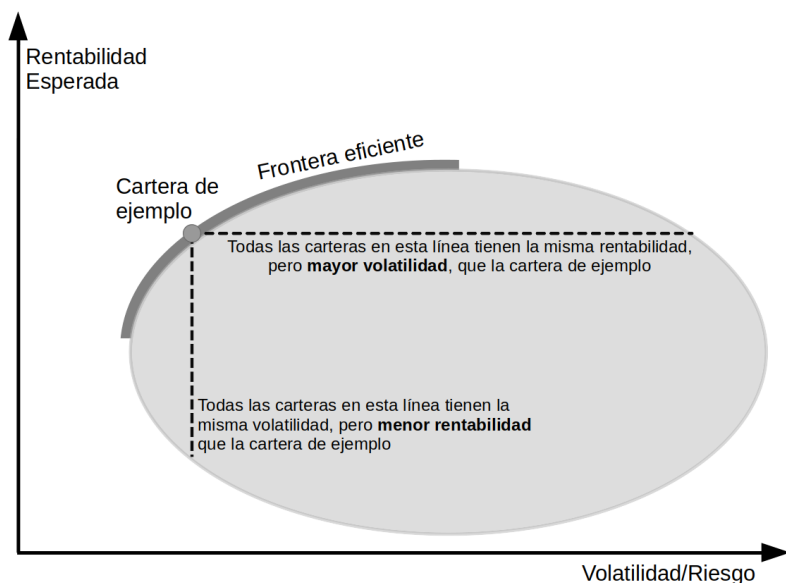 Rentabilidad
Esperada
Frontera eficiente
Cartera de
ejemplo
Todas las carteras en esta línea tienen la misma rentabilidad,
pero mayor volatilidad, que la cartera de ejemplo
Todas las carteras en esta línea tienen la
misma volatilidad, pero menor rentabilidad
que la cartera de ejemplo
Volatilidad/Riesgo